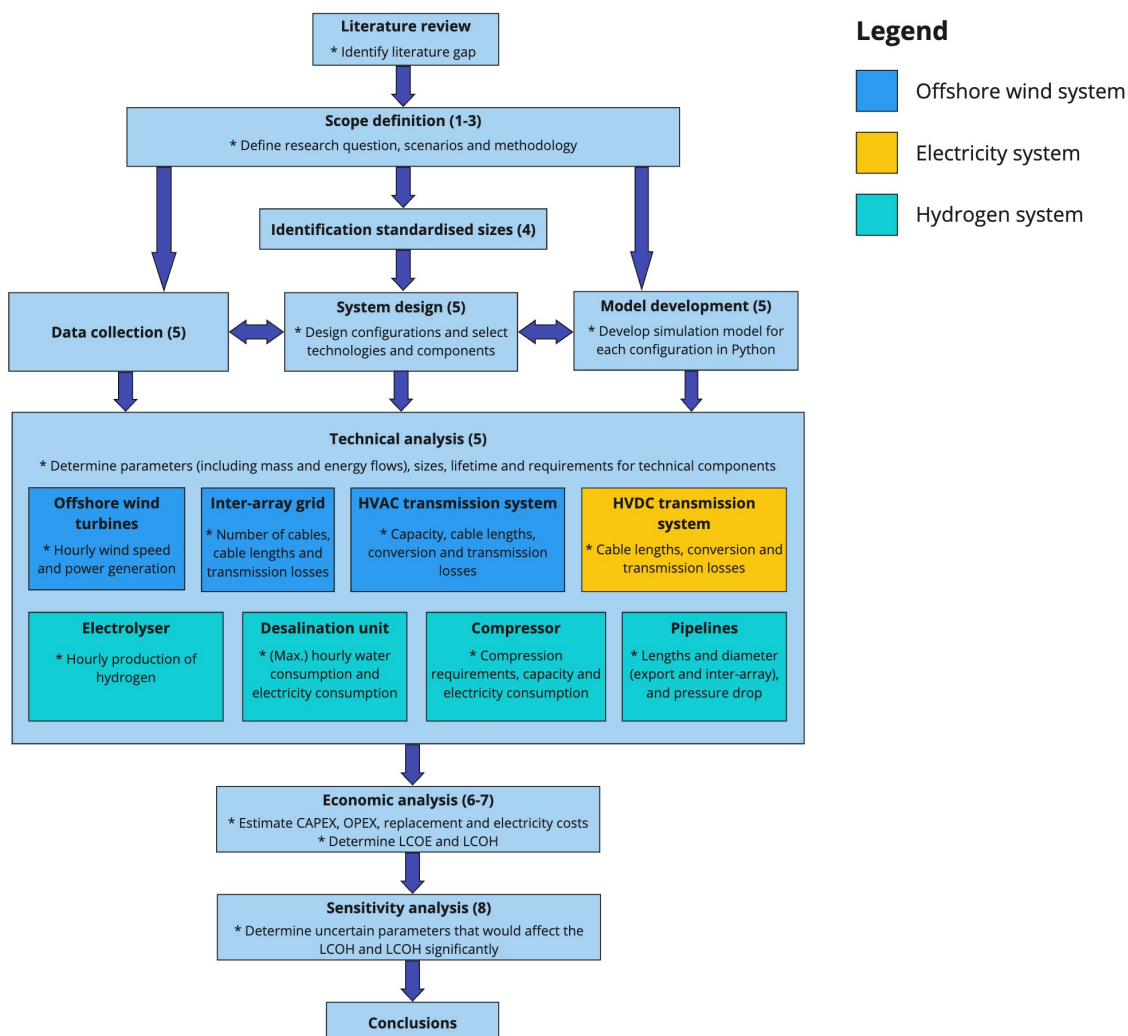 Literature review
* Identify literature gap
Scope definition (1-3)
* Define research question, scenarios and methodology
Identification standardised sizes (4)
Data collection (5)
System design (5)
* Design configurations and select
technologies and components
Model development (5)
* Develop simulation model for
each configuration in Python
Technical analysis (5)
* Determine parameters (including mass and energy flows), sizes, lifetime and requirements for technical components
Offshore wind
turbines
* Hourly wind speed
and power generation
Inter-array grid
* Number of cables,
cable lengths and
transmission losses
HVAC transmission system
* Capacity, cable lengths,
conversion and transmission
losses
HVDC transmission
system
* Cable lengths, conversion and
transmission losses
Electrolyser
* Hourly production of
hydrogen
Desalination unit
* (Max.) hourly water
consumption and
electricity consumption
Compressor
* Compression
requirements, capacity and
electricity consumption
Pipelines
* Lengths and diameter
(export and inter-array),
and pressure drop
Economic analysis (6-7)
* Estimate CAPEX, OPEX, replacement and electricity costs
* Determine LCOE and LCOH
Sensitivity analysis (8)
* Determine uncertain parameters that would affect the
LCOH and LCOH significantly
Conclusions
Legend
Offshore wind system
Electricity system
Hydrogen system